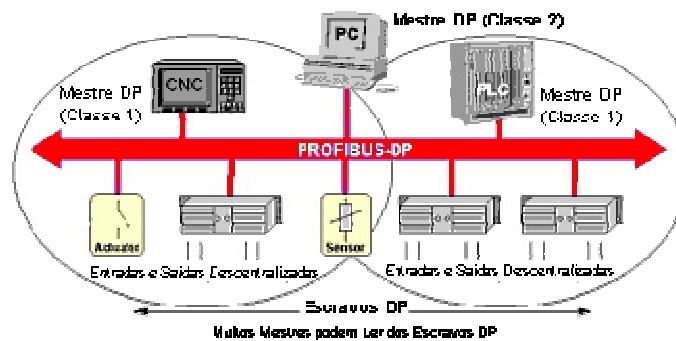 Mestre DP (Classe 2)
PC
CNC
PLC
Mestre DP
(Classe 1)
Mestre DP
(Classe 1)
PROFIBUS-DP
Actuator
Sensor
Entradas e Saídas Descentralizadas
Entradas e Saídas Descentralizadas
Escravos DP
Mestres podem Ler dos Escravos DP